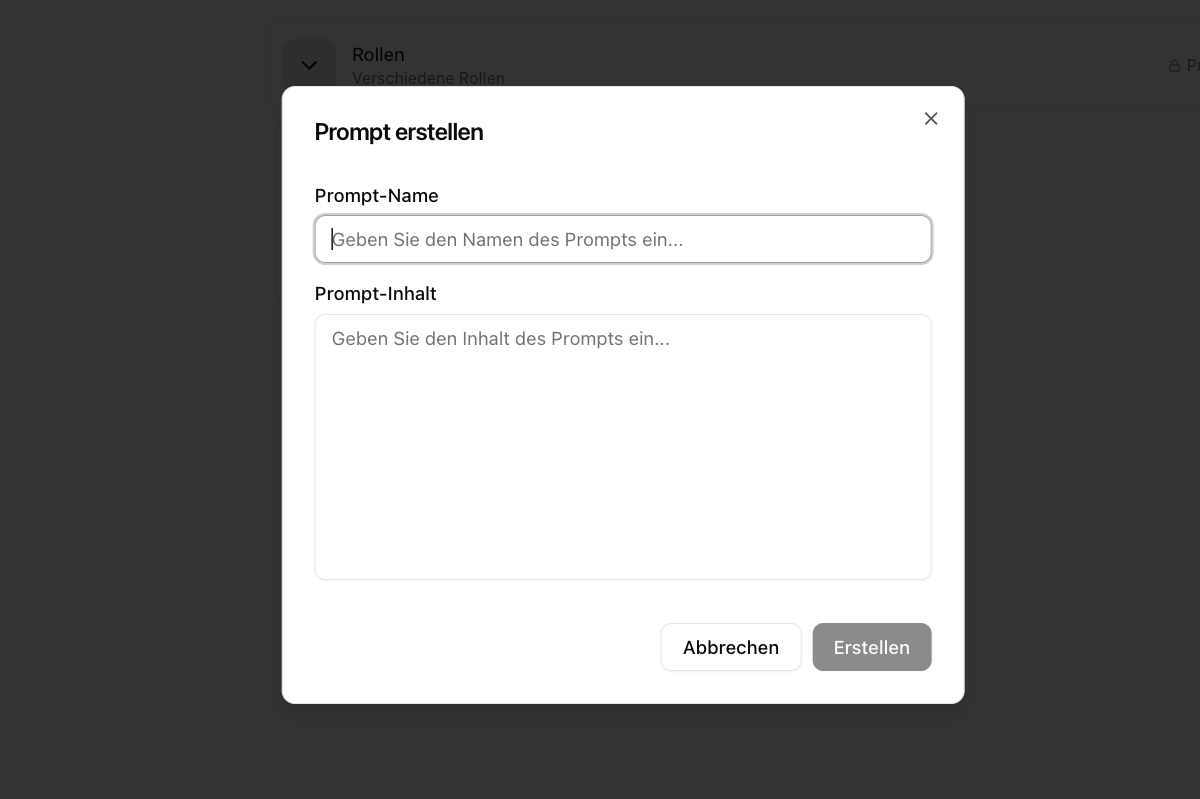 Rollen
Verschiedene Rollen
Prompt erstellen
Prompt-Name
Geben Sie den Namen des Prompts ein...
Prompt-Inhalt
Geben Sie den Inhalt des Prompts ein...
Abbrechen
Erstellen